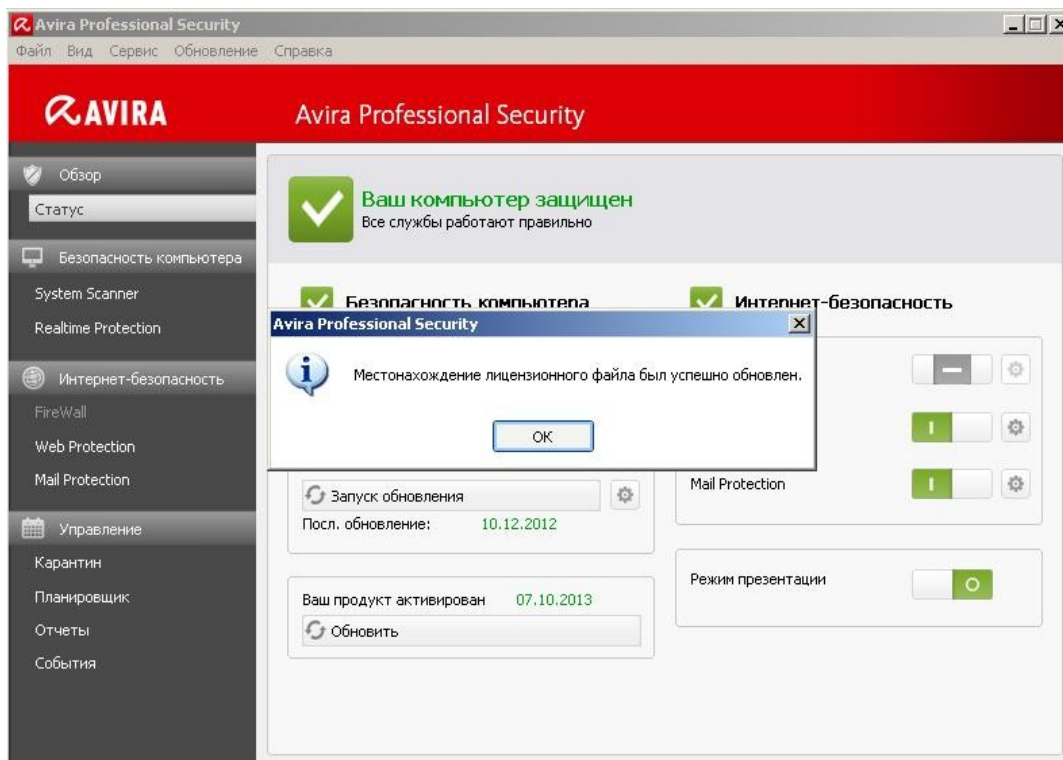 Avira Professional Security
Файл Вид Сервис Обновление Справка
AVIRA
Avira Professional Security
Обзор
Статус
Безопасность компьютера
System Scanner
Realtime Protection
Интернет-безопасность
FireWall
Web Protection
Mail Protection
Управление
Карантин
Планировщик
Отчеты
События
Ваш компьютер защищен
Все службы работают правильно
Безопасность компьютера
Интернет-безопасность
Avira Professional Security
Местонахождение лицензионного файла был успешно обновлен.
OK
Запуск обновления
Посл. обновление: 10.12.2012
Ваш продукт активирован 07.10.2013
Обновить
Mail Protection
Режим презентации